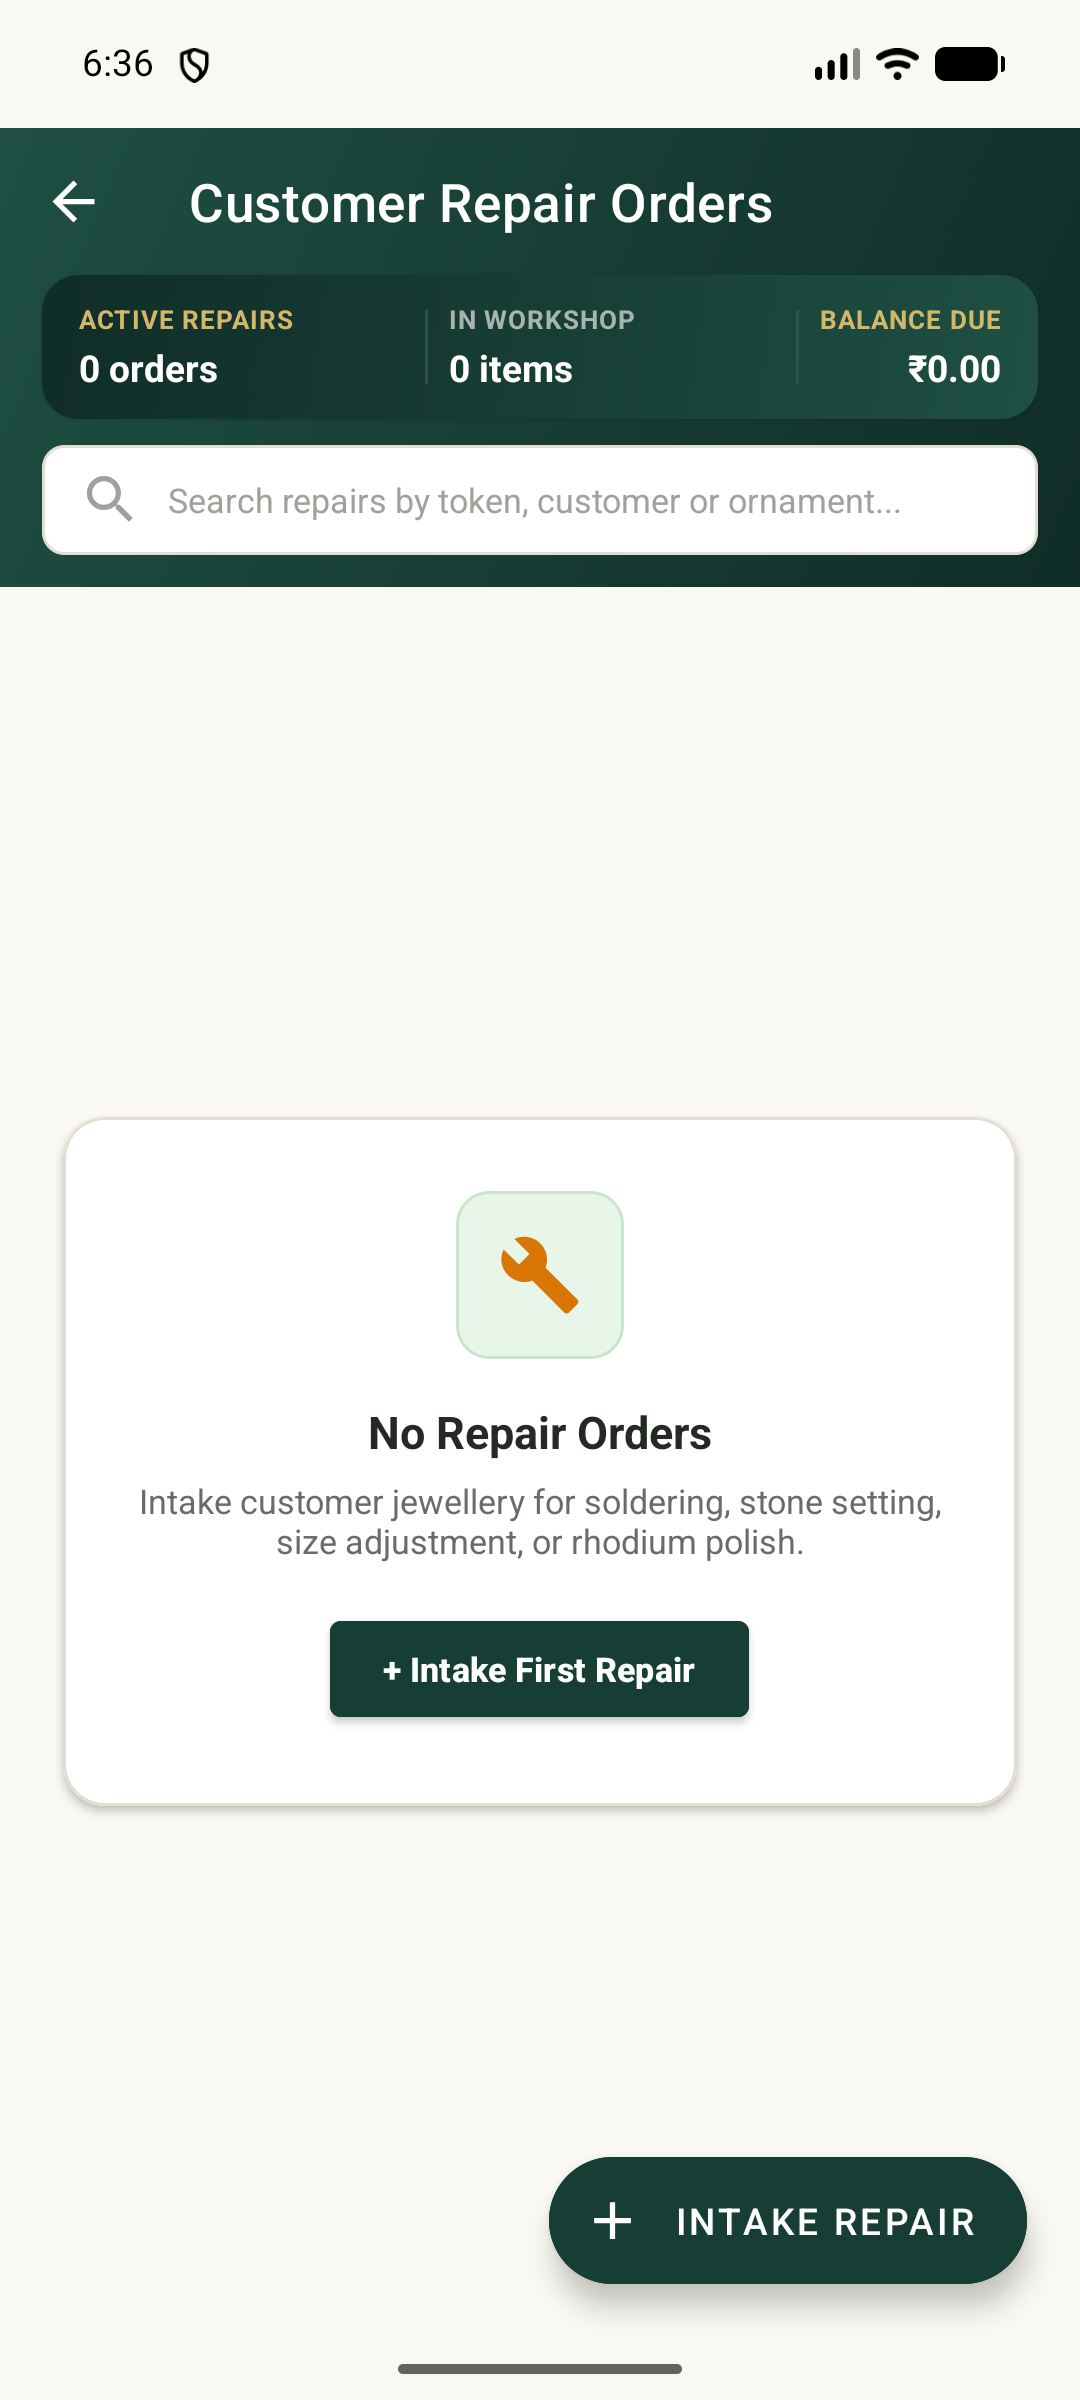 6:36
Customer Repair Orders
ACTIVE REPAIRS
0 orders
IN WORKSHOP
0 items
BALANCE DUE
₹0.00
Search repairs by token, customer or ornament...
No Repair Orders
Intake customer jewellery for soldering, stone setting,
size adjustment, or rhodium polish.
+ Intake First Repair
INTAKE REPAIR